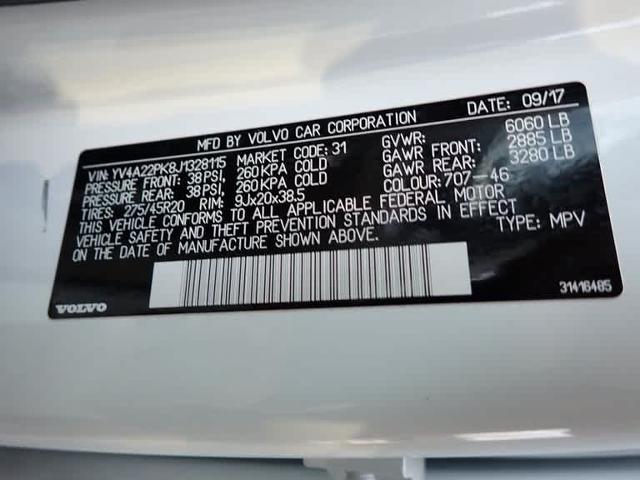 MFD BY VOLVO CAR CORPORATION DATE: 09/17
VIN: YV4A22PK8J1328115 MARKET CODE: 31 GVWR: 6060 LB
PRESSURE FRONT: 38 PSI, 260 KPA COLD GAWR FRONT: 2885 LB
PRESSURE REAR: 38 PSI, 260 KPA COLD GAWR REAR: 3280 LB
TIRES: 275/45R20 RIM: 9Jx20x38.5 COLOUR: 707-46
THIS VEHICLE CONFORMS TO ALL APPLICABLE FEDERAL MOTOR
VEHICLE SAFETY AND THEFT PREVENTION STANDARDS IN EFFECT
ON THE DATE OF MANUFACTURE SHOWN ABOVE. TYPE: MPV
VOLVO 31416485